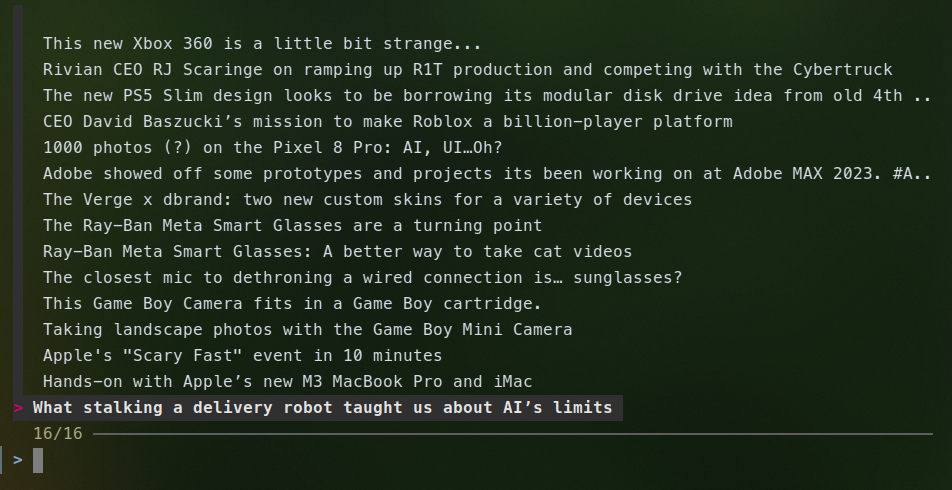 This new Xbox 360 is a little bit strange...
Rivian CEO RJ Scaringe on ramping up R1T production and competing with the Cybertruck
The new PS5 Slim design looks to be borrowing its modular disk drive idea from old 4th ..
CEO David Baszucki’s mission to make Roblox a billion-player platform
1000 photos (?) on the Pixel 8 Pro: AI, UI…Oh?
Adobe showed off some prototypes and projects its been working on at Adobe MAX 2023. #A..
The Verge x dbrand: two new custom skins for a variety of devices
The Ray-Ban Meta Smart Glasses are a turning point
Ray-Ban Meta Smart Glasses: A better way to take cat videos
The closest mic to dethroning a wired connection is… sunglasses?
This Game Boy Camera fits in a Game Boy cartridge.
Taking landscape photos with the Game Boy Mini Camera
Apple's "Scary Fast" event in 10 minutes
Hands-on with Apple’s new M3 MacBook Pro and iMac
> What stalking a delivery robot taught us about AI’s limits
16/16
>